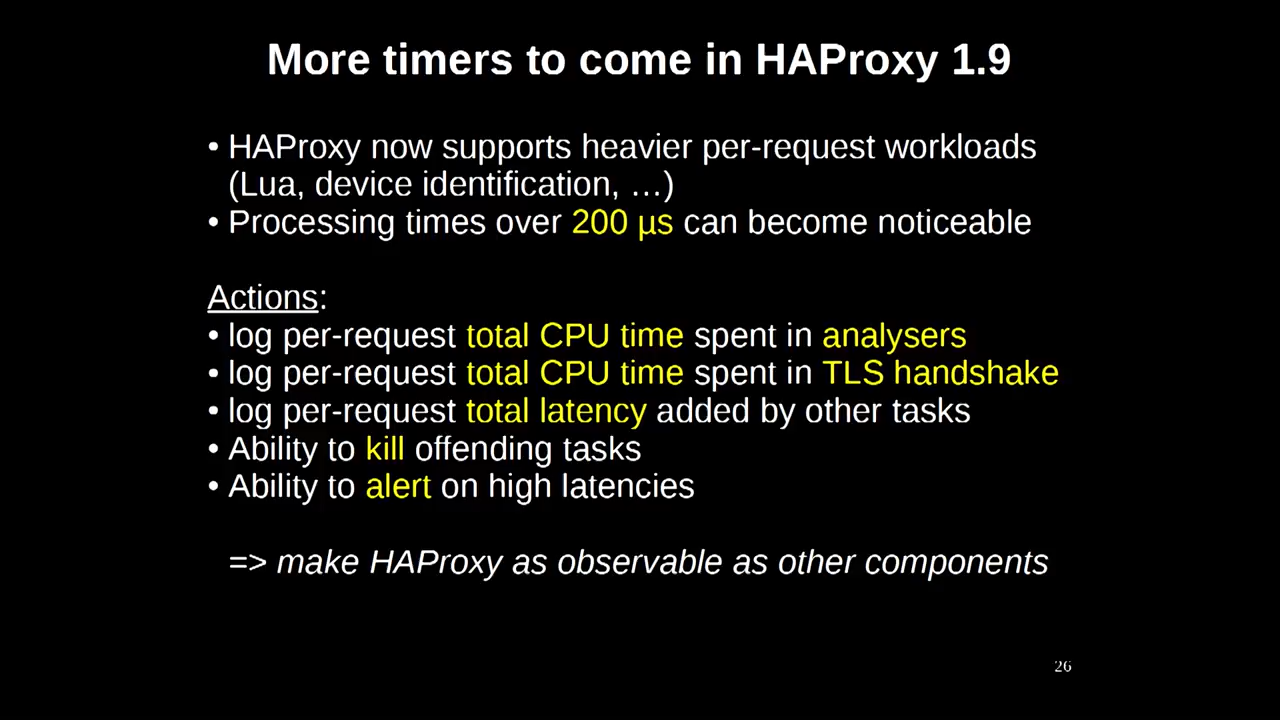 More timers to come in HAProxy 1.9
• HAProxy now supports heavier per-request workloads
(Lua, device identification, …)
• Processing times over 200 µs can become noticeable
Actions:
• log per-request total CPU time spent in analysers
• log per-request total CPU time spent in TLS handshake
• log per-request total latency added by other tasks
• Ability to kill offending tasks
• Ability to alert on high latencies
=> make HAProxy as observable as other components
26